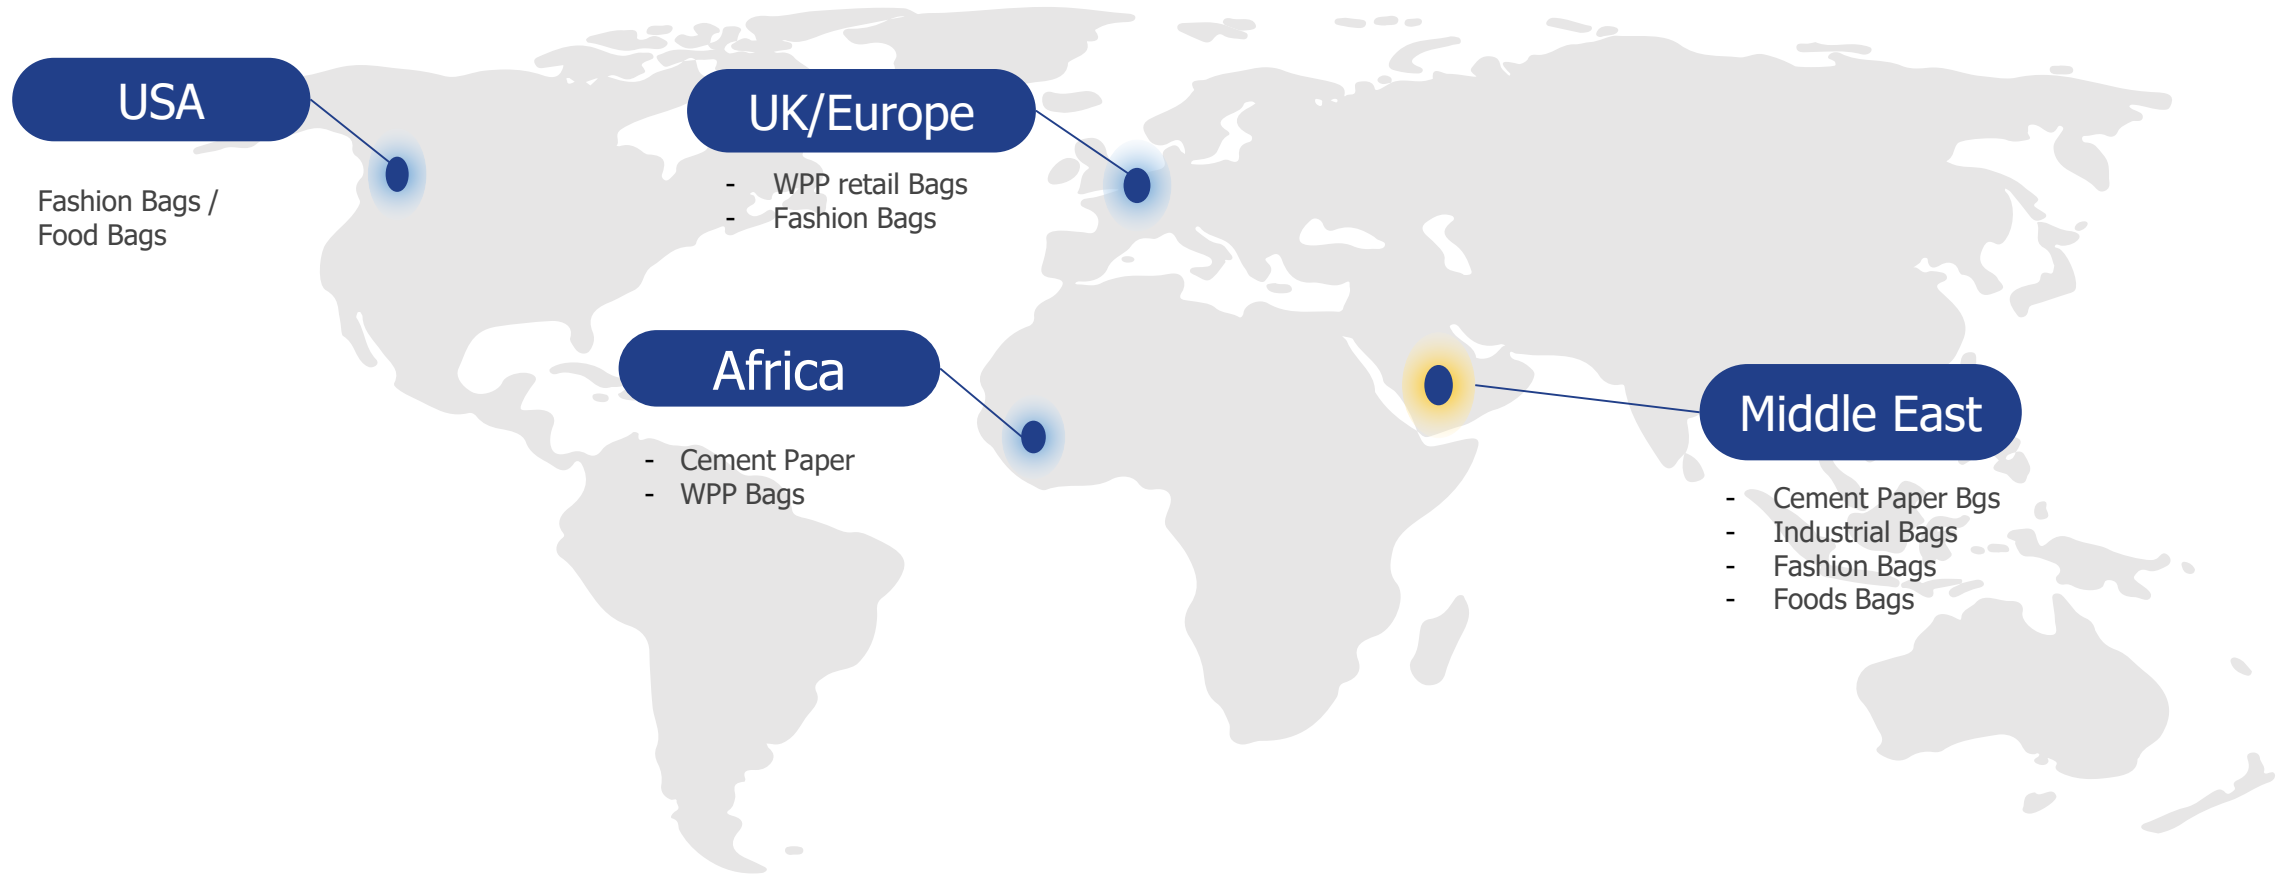 USA
Fashion Bags /
Food Bags
UK/Europe
- WPP retail Bags
- Fashion Bags
Africa
- Cement Paper
- WPP Bags
Middle East
- Cement Paper Bgs
- Industrial Bags
- Fashion Bags
- Foods Bags